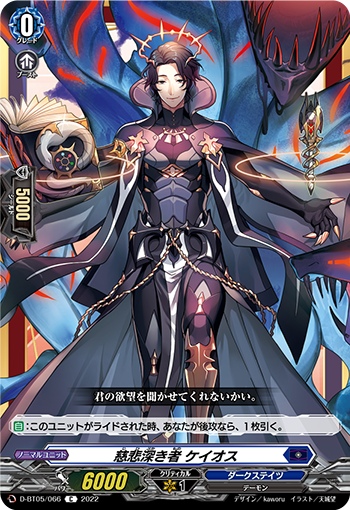 0
グレード
ブースト
5000
シールド
君の欲望を聞かせてくれないかい。
:このユニットがライドされた時、あなたが後攻なら、1枚引く。
ノーマルユニット
慈悲深き者 ケイオス
パワー
6000
クリティカル
1
ダークステイツ
デーモン
D-BT05/066 C 2022
デザイン/ kaworu イラスト/ 天城望